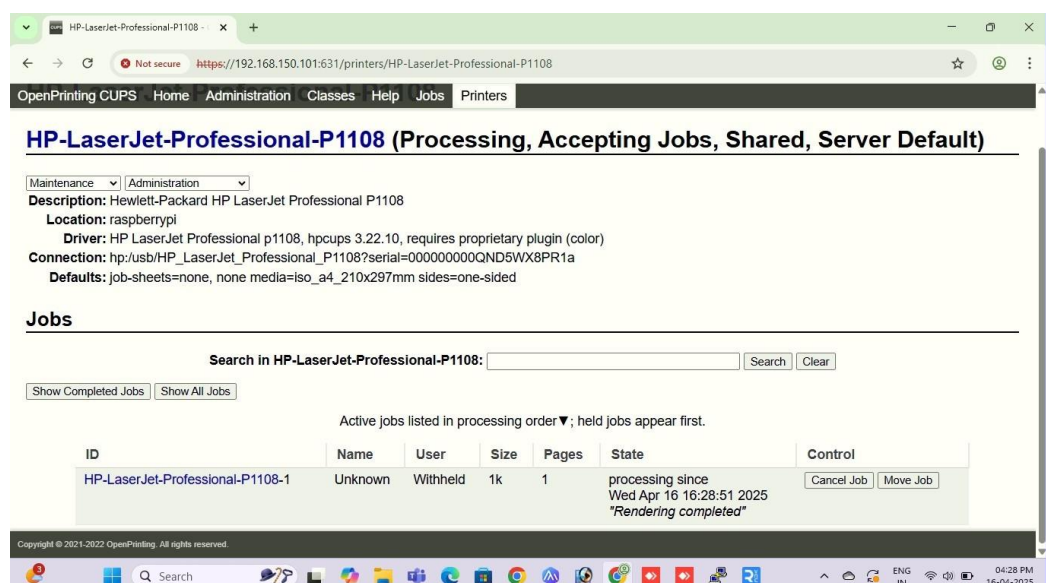 HP-LaserJet-Professional-P1108 -
Not secure https://192.168.150.101:631/printers/HP-LaserJet-Professional-P1108
OpenPrinting CUPS Home Administration Classes Help Jobs Printers
HP-LaserJet-Professional-P1108 (Processing, Accepting Jobs, Shared, Server Default)
Maintenance Administration
Description: Hewlett-Packard HP LaserJet Professional P1108
Location: raspberrypi
Driver: HP LaserJet Professional p1108, hpcups 3.22.10, requires proprietary plugin (color)
Connection: hp:/usb/HP_LaserJet_Professional_P1108?serial=000000000QND5WX8PR1a
Defaults: job-sheets=none, none media=iso_a4_210x297mm sides=one-sided
Jobs
Search in HP-LaserJet-Professional-P1108: Search Clear
Show Completed Jobs Show All Jobs
Active jobs listed in processing order▼; held jobs appear first.
ID Name User Size Pages State Control
HP-LaserJet-Professional-P1108-1 Unknown Withheld 1k 1 processing since Cancel Job Move Job
Wed Apr 16 16:28:51 2025
"Rendering completed"
Copyright © 2021-2022 OpenPrinting. All rights reserved.
3 Search ENG 04:28 PM
IN 16-04-2025